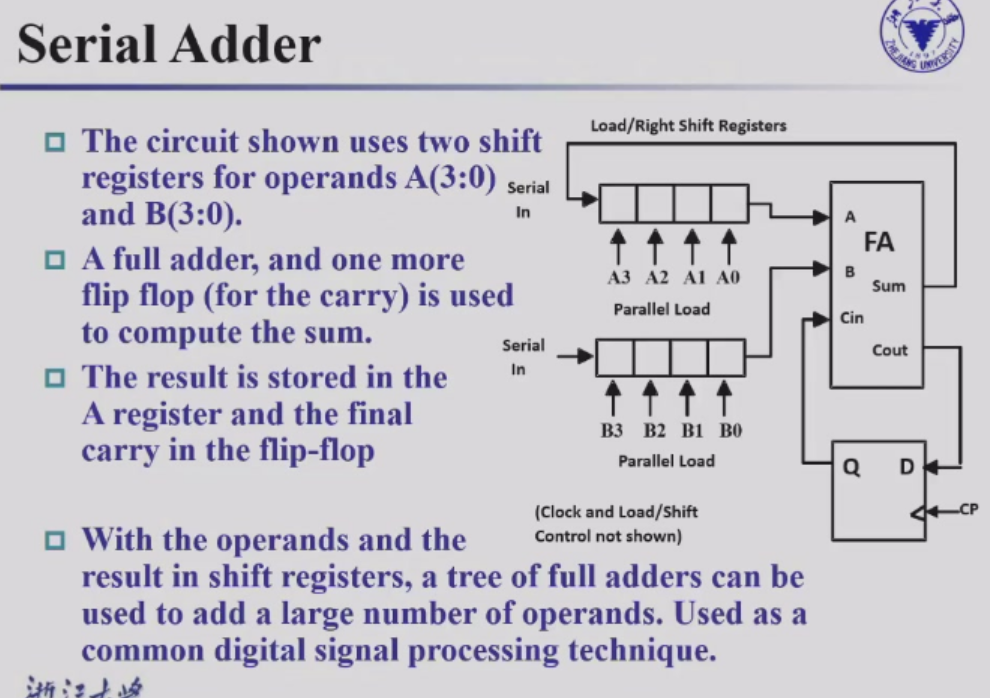 Serial Adder
ZHEJIANG UNIVERSITY
The circuit shown uses two shift
registers for operands A(3:0)
and B(3:0).
A full adder, and one more
flip flop (for the carry) is used
to compute the sum.
The result is stored in the
A register and the final
carry in the flip-flop
With the operands and the
result in shift registers, a tree of full adders can be
used to add a large number of operands. Used as a
common digital signal processing technique.
Load/Right Shift Registers
Serial
In
A3 A2 A1 A0
Parallel Load
Serial
In
B3 B2 B1 B0
Parallel Load
A
FA
B
Sum
Cin
Cout
Q D
CP
(Clock and Load/Shift
Control not shown)